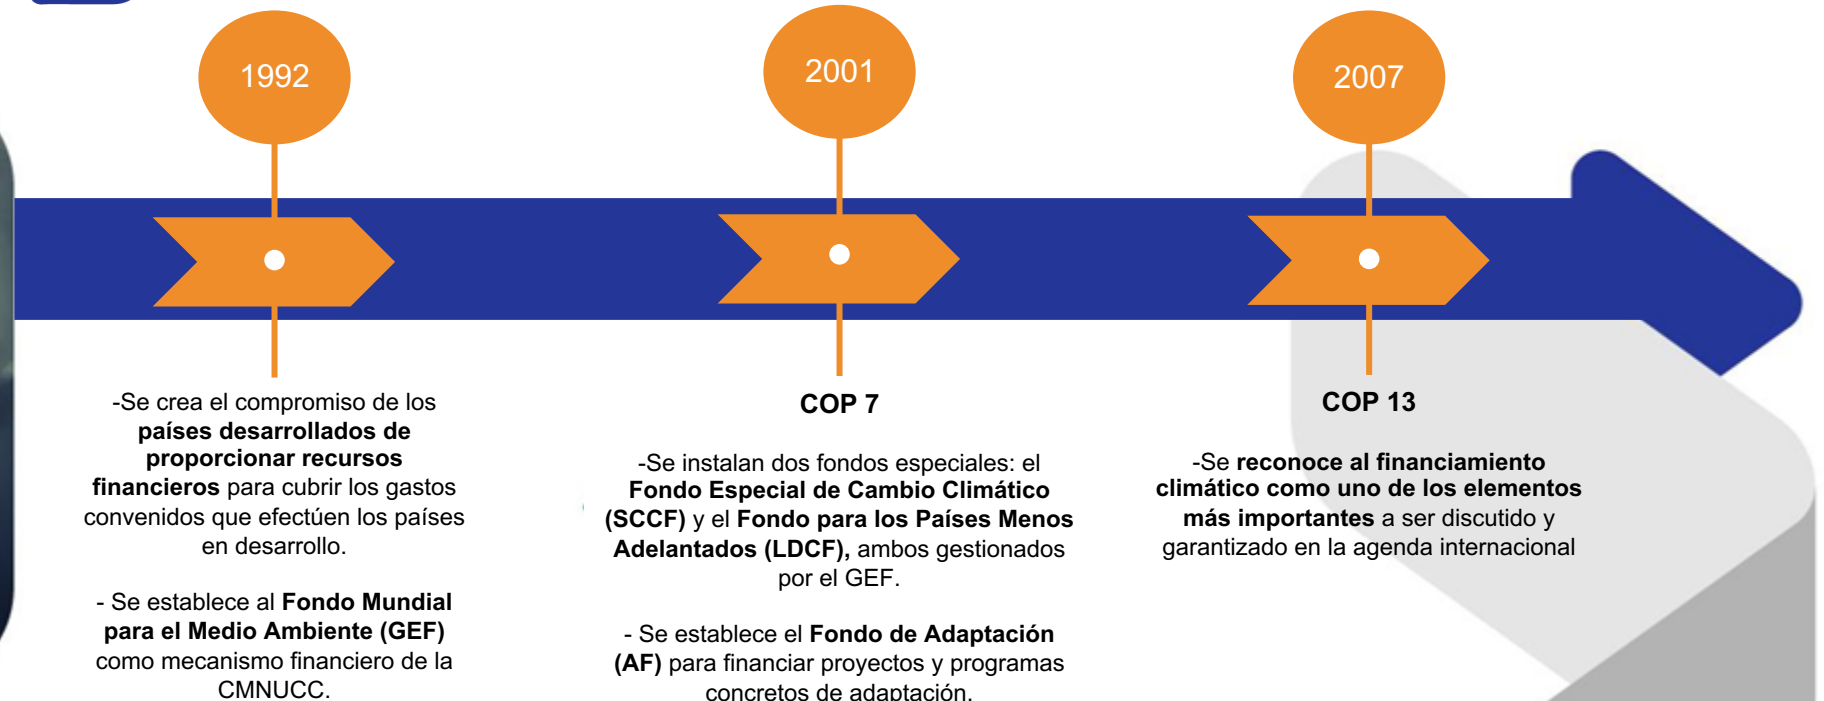 1992
-Se crea el compromiso de los
países desarrollados de
proporcionar recursos
financieros para cubrir los gastos
convenidos que efectúen los países
en desarrollo.
- Se establece al Fondo Mundial
para el Medio Ambiente (GEF)
como mecanismo financiero de la
CMNUCC.
2001
COP 7
-Se instalan dos fondos especiales: el
Fondo Especial de Cambio Climático
(SCCF) y el Fondo para los Países Menos
Adelantados (LDCF), ambos gestionados
por el GEF.
- Se establece el Fondo de Adaptación
(AF) para financiar proyectos y programas
concretos de adaptación.
2007
COP 13
-Se reconoce al financiamiento
climático como uno de los elementos
más importantes a ser discutido y
garantizado en la agenda internacional